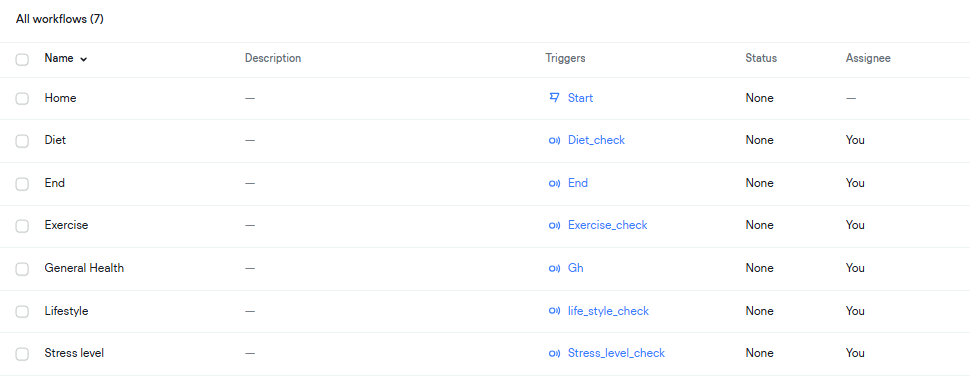 All workflows (7)
Name Description Triggers Status Assignee
Home — Start None —
Diet — Diet_check None You
End — End None You
Exercise — Exercise_check None You
General Health — Gh None You
Lifestyle — life_style_check None You
Stress level — Stress_level_check None You